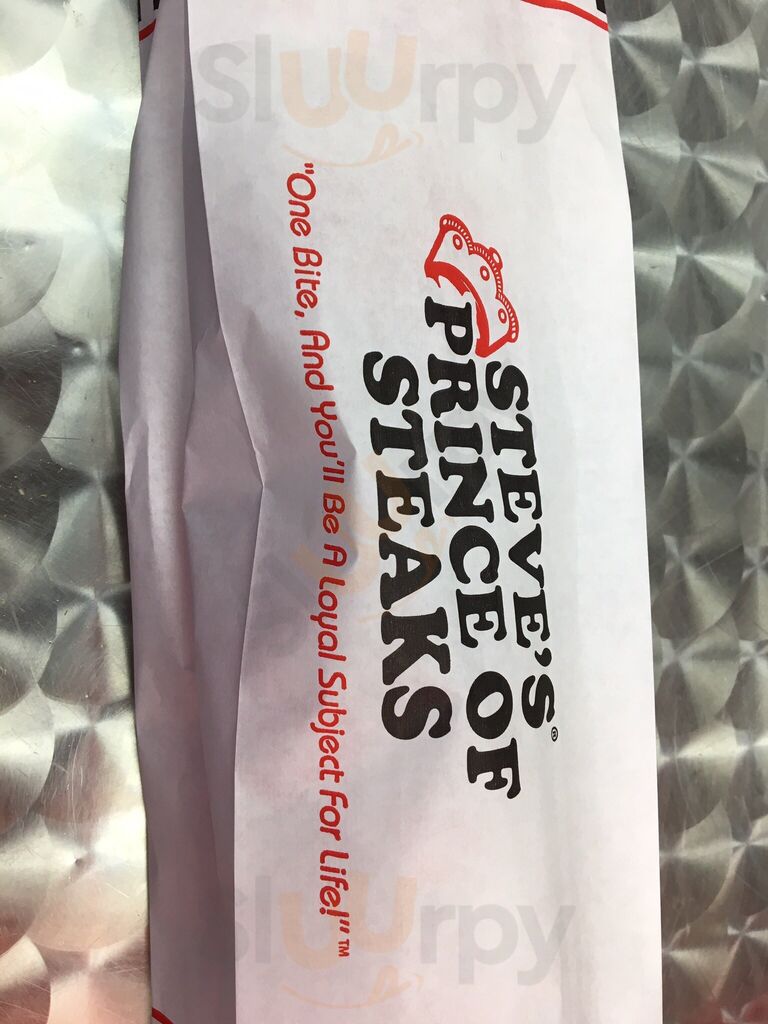 STEVE'S®
PRINCE OF
STEAKS
"One Bite, And You'll Be A Loyal Subject For Life!"™
Sluurpy
Sluurpy